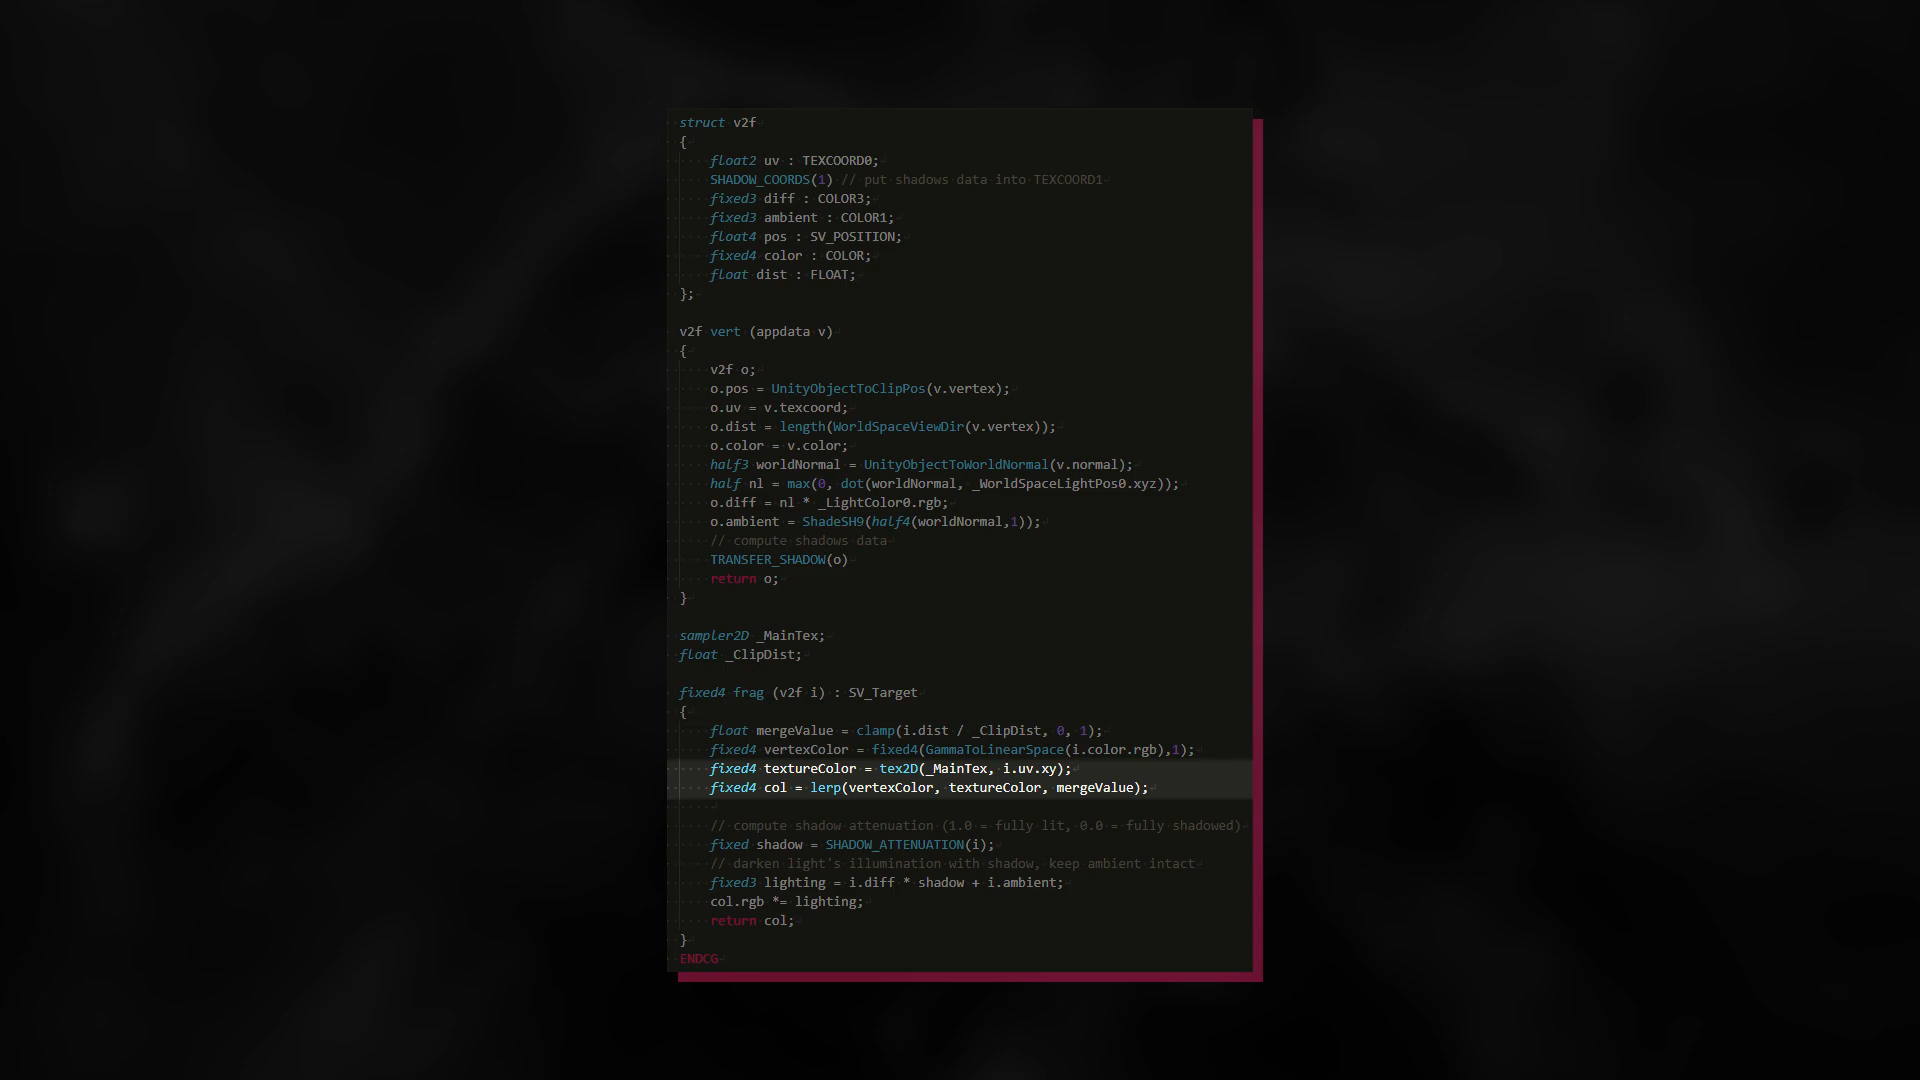 struct v2f
{
float2 uv : TEXCOORD0;
SHADOW_COORDS(1) // put shadows data into TEXCOORD1
fixed3 diff : COLOR3;
fixed3 ambient : COLOR1;
float4 pos : SV_POSITION;
fixed4 color : COLOR;
float dist : FLOAT;
};
v2f vert (appdata v)
{
v2f o;
o.pos = UnityObjectToClipPos(v.vertex);
o.uv = v.texcoord;
o.dist = length(WorldSpaceViewDir(v.vertex));
o.color = v.color;
half3 worldNormal = UnityObjectToWorldNormal(v.normal);
half nl = max(0, dot(worldNormal, _WorldSpaceLightPos0.xyz));
o.diff = nl * _LightColor0.rgb;
o.ambient = ShadeSH9(half4(worldNormal,1));
// compute shadows data
TRANSFER_SHADOW(o)
return o;
}
sampler2D _MainTex;
float _ClipDist;
fixed4 frag (v2f i) : SV_Target
{
float mergeValue = clamp(i.dist / _ClipDist, 0, 1);
fixed4 vertexColor = fixed4(GammaToLinearSpace(i.color.rgb),1);
fixed4 textureColor = tex2D(_MainTex, i.uv.xy);
fixed4 col = lerp(vertexColor, textureColor, mergeValue);
// compute shadow attenuation (1.0 = fully lit, 0.0 = fully shadowed)
fixed shadow = SHADOW_ATTENUATION(i);
// darken light's illumination with shadow, keep ambient intact
fixed3 lighting = i.diff * shadow + i.ambient;
col.rgb *= lighting;
return col;
}
ENDCG